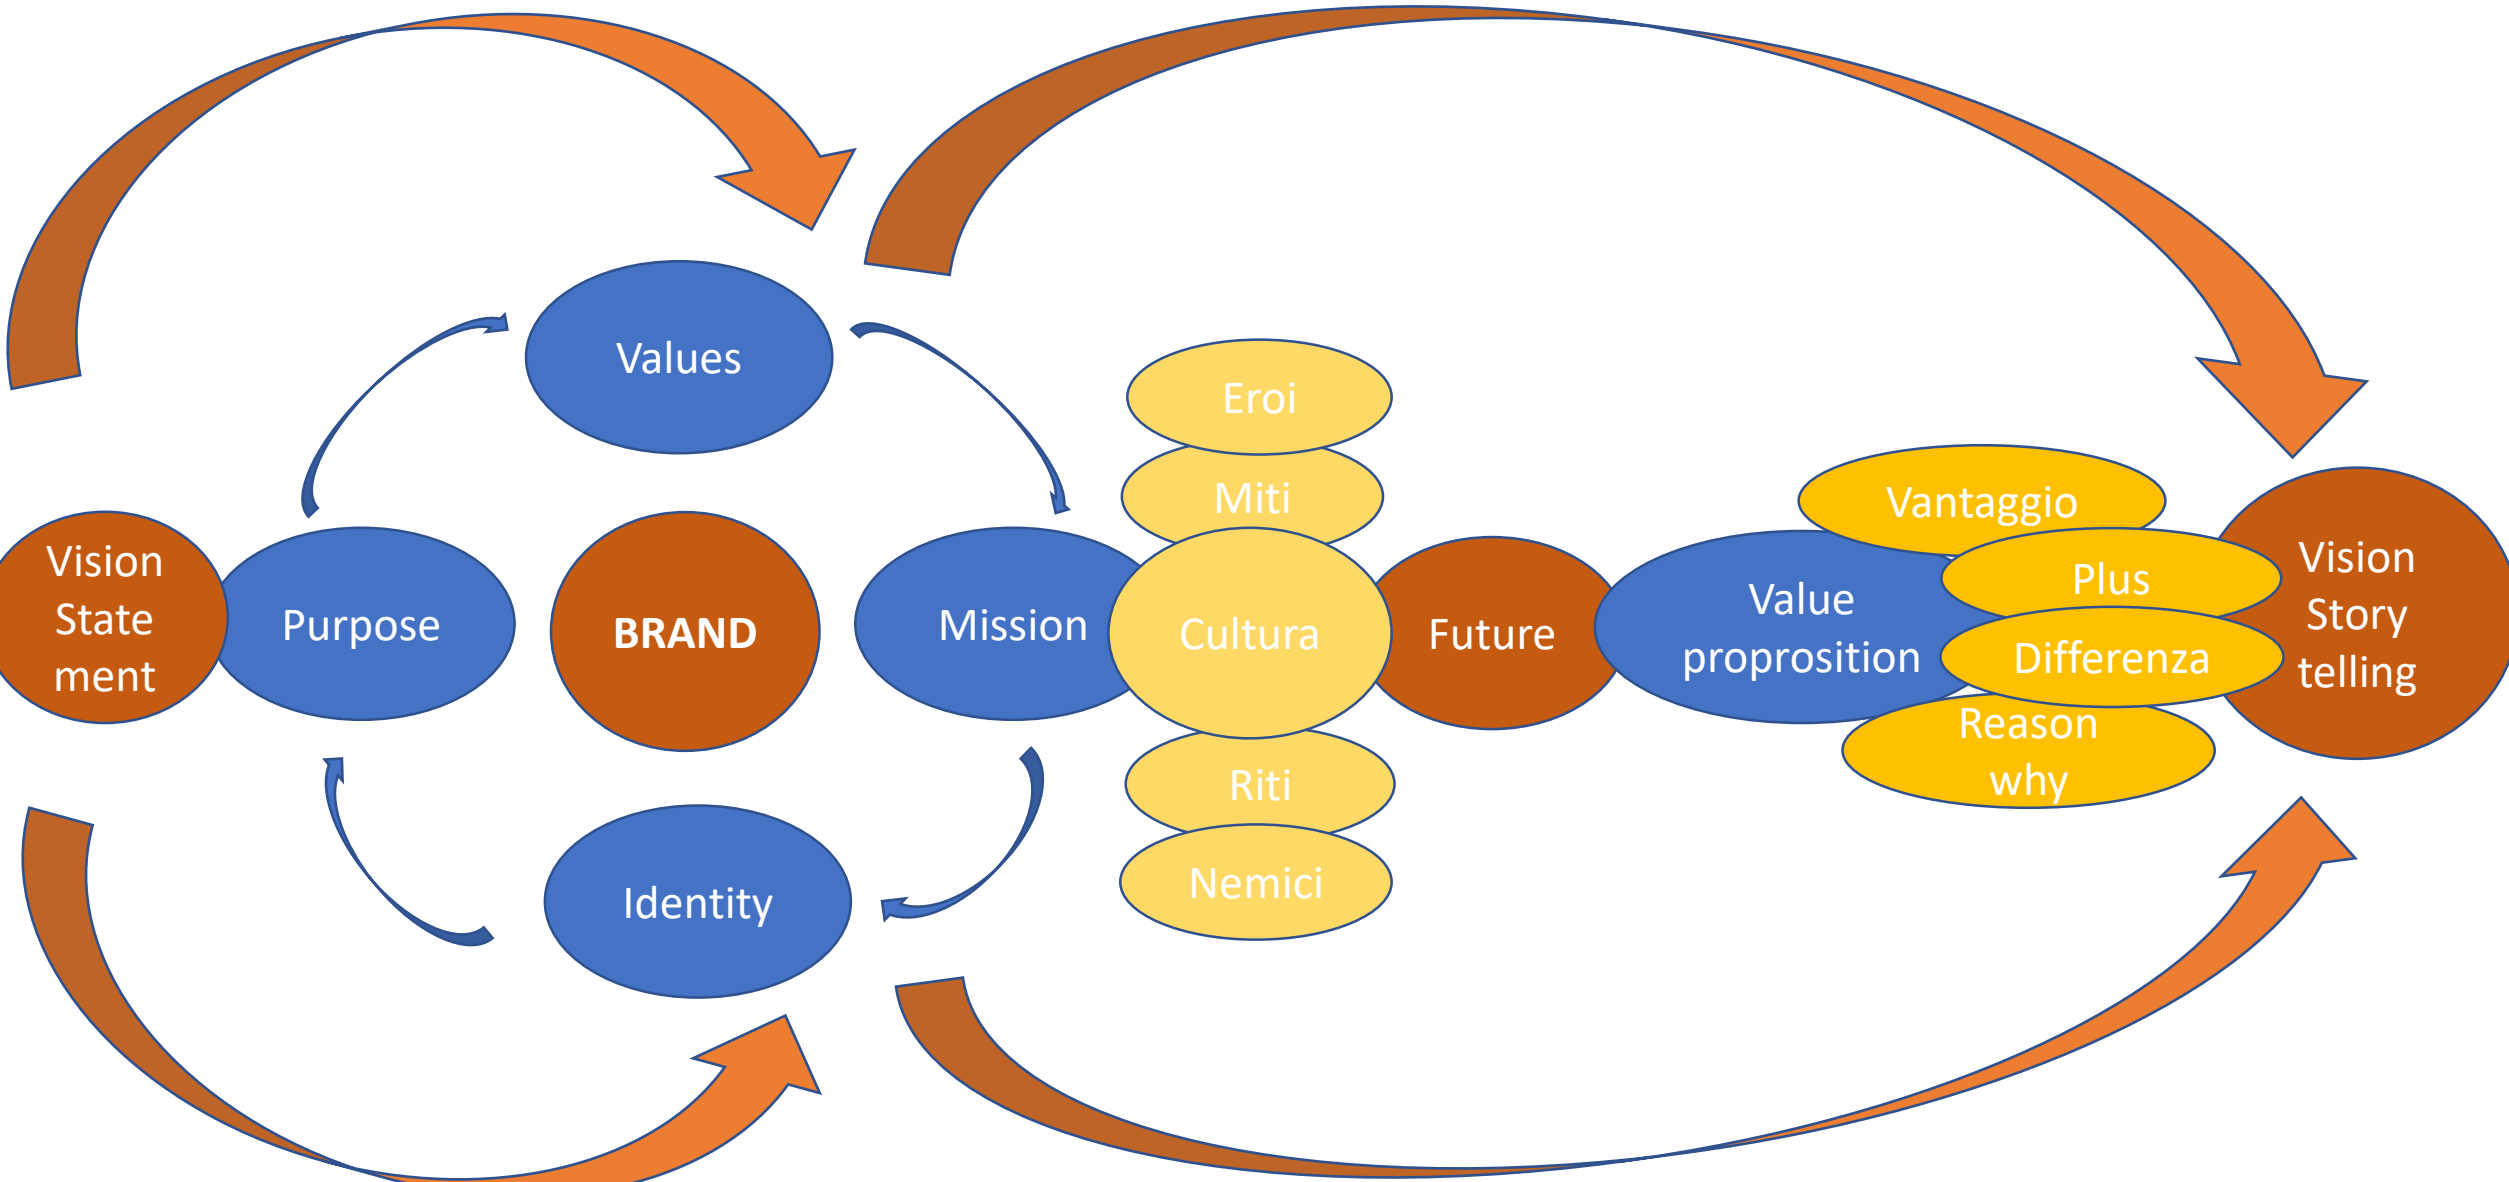 Values
Eroi
Miti
Vision
State
ment
Purpose
BRAND
Mission
Cultura
Future
Value
proprosition
Vantaggio
Plus
Differenza
Reason
why
Vision
Story
telling
Riti
Nemici
Identity